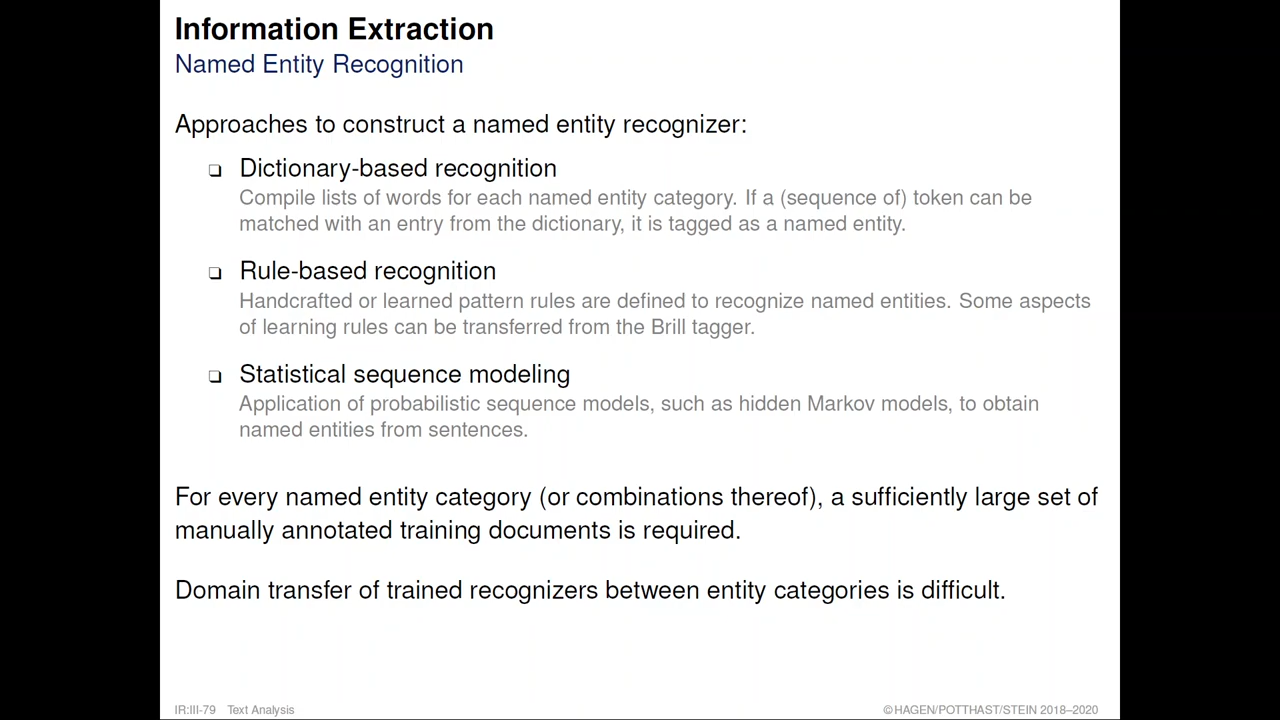 Information Extraction
Named Entity Recognition
Approaches to construct a named entity recognizer:
❏ Dictionary-based recognition
Compile lists of words for each named entity category. If a (sequence of) token can be
matched with an entry from the dictionary, it is tagged as a named entity.
❏ Rule-based recognition
Handcrafted or learned pattern rules are defined to recognize named entities. Some aspects
of learning rules can be transferred from the Brill tagger.
❏ Statistical sequence modeling
Application of probabilistic sequence models, such as hidden Markov models, to obtain
named entities from sentences.
For every named entity category (or combinations thereof), a sufficiently large set of
manually annotated training documents is required.
Domain transfer of trained recognizers between entity categories is difficult.
IR:III-79 Text Analysis ©HAGEN/POTTHAST/STEIN 2018–2020